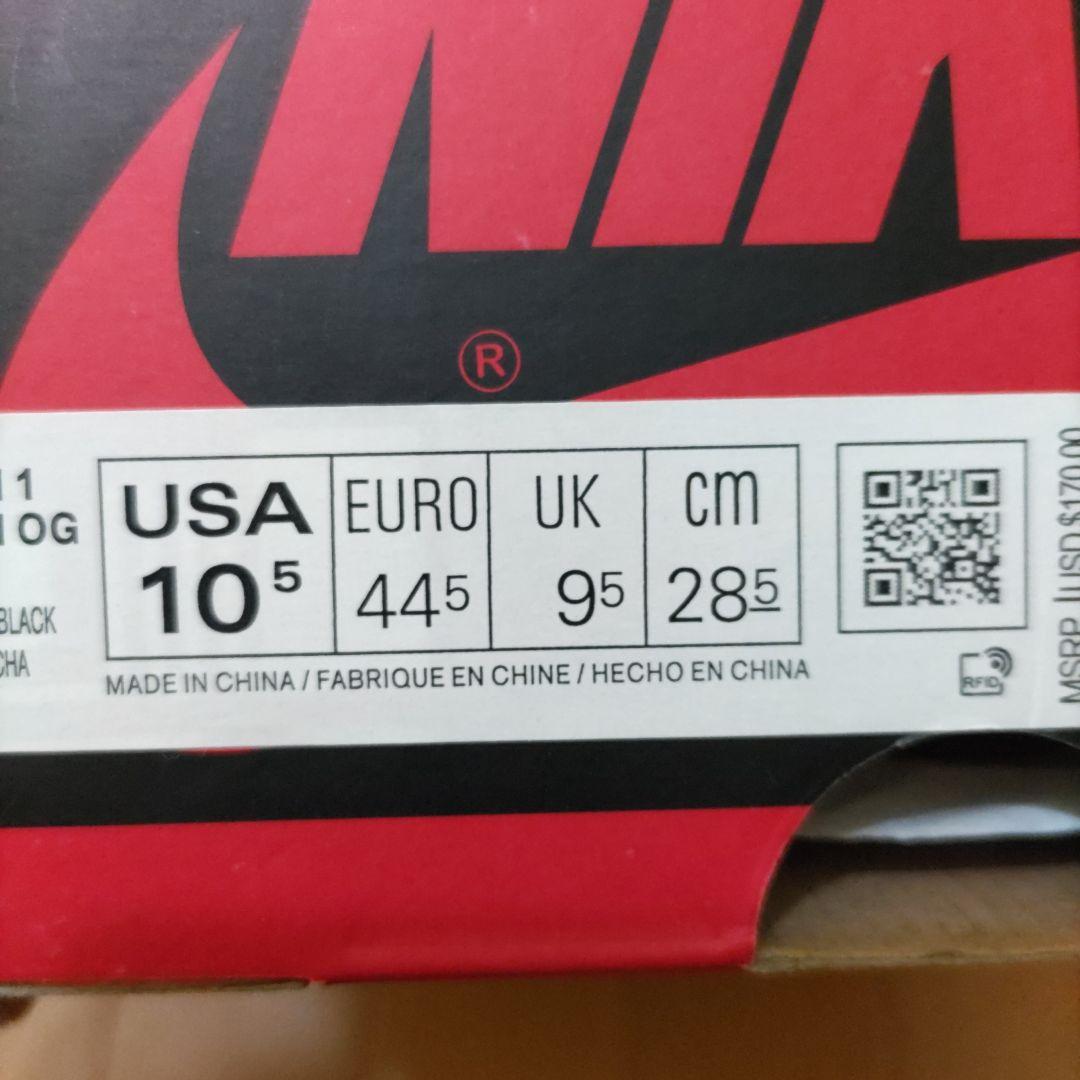 NIK
®
1
OG
BLACK
CHA
USA EURO UK cm
10⁵ 44⁵ 9⁵ 28⁵
MADE IN CHINA / FABRIQUE EN CHINE / HECHO EN CHINA
RFID
MSRP USD $170.00